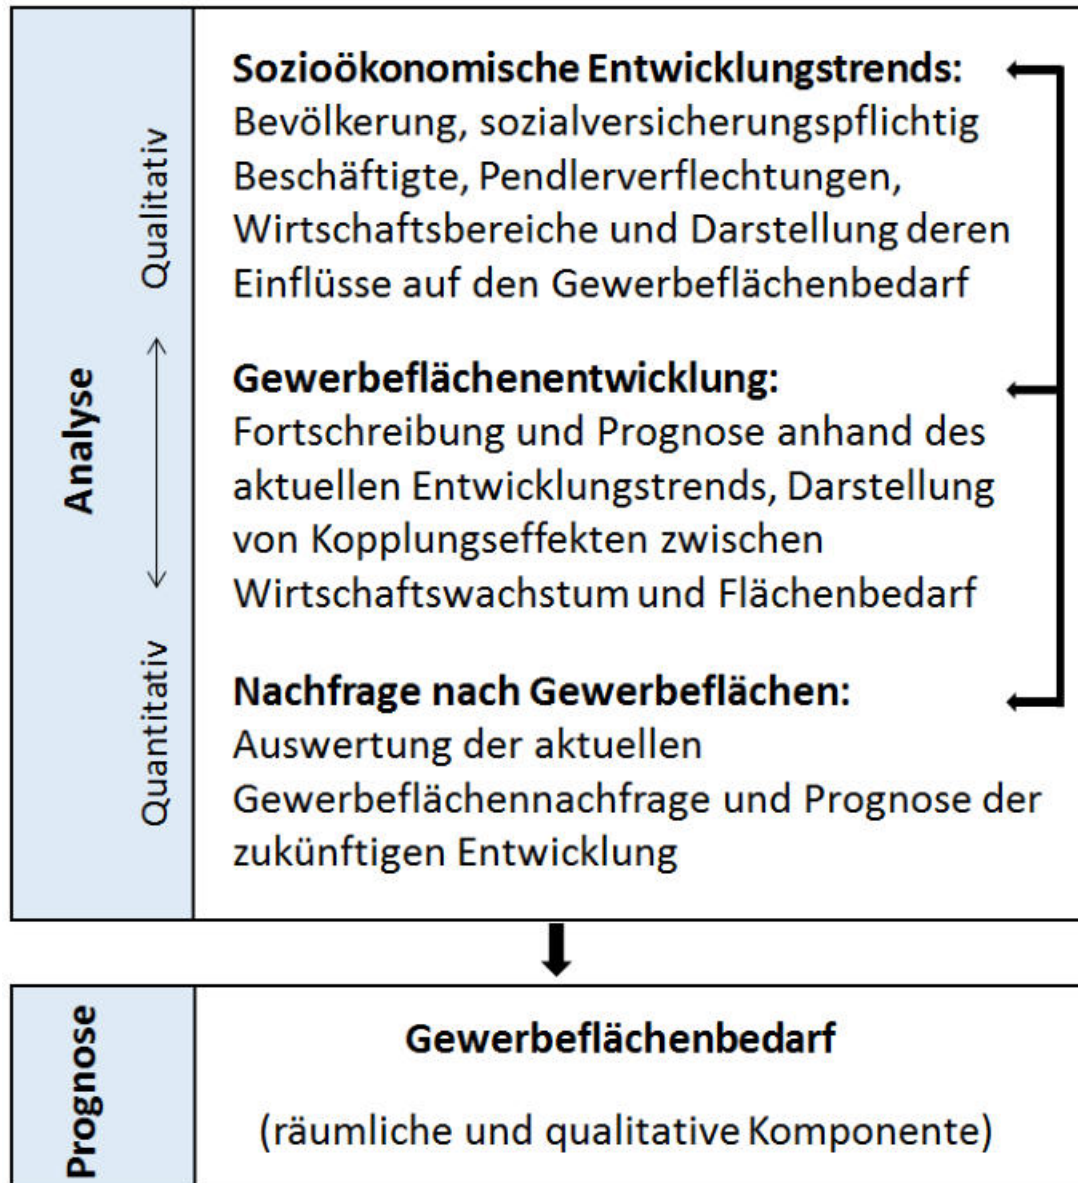 Analyse
Qualitativ
Quantitativ
Sozioökonomische Entwicklungstrends:
Bevölkerung, sozialversicherungspflichtig
Beschäftigte, Pendlerverflechtungen,
Wirtschaftsbereiche und Darstellung deren
Einflüsse auf den Gewerbeflächenbedarf
Gewerbeflächenentwicklung:
Fortschreibung und Prognose anhand des
aktuellen Entwicklungstrends, Darstellung
von Kopplungseffekten zwischen
Wirtschaftswachstum und Flächenbedarf
Nachfrage nach Gewerbeflächen:
Auswertung der aktuellen
Gewerbeflächennachfrage und Prognose der
zukünftigen Entwicklung
Prognose
Gewerbeflächenbedarf
(räumliche und qualitative Komponente)